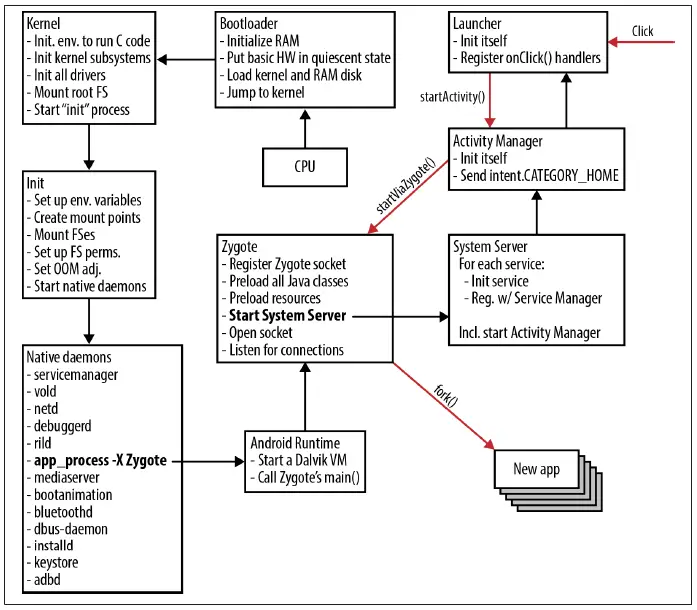 Kernel
- Init. env. to run C code
- Init kernel subsystems
- Init all drivers
- Mount root FS
- Start “init” process
Bootloader
- Initialize RAM
- Put basic HW in quiescent state
- Load kernel and RAM disk
- Jump to kernel
Launcher
- Init itself
- Register onClick() handlers
Click
startActivity()
CPU
Activity Manager
- Init itself
- Send intent.CATEGORY_HOME
startViaZygote()
Init
- Set up env. variables
- Create mount points
- Mount FSes
- Set up FS perms.
- Set OOM adj.
- Start native daemons
Zygote
- Register Zygote socket
- Preload all Java classes
- Preload resources
- Start System Server
- Open socket
- Listen for connections
System Server
For each service:
- Init service
- Reg. w/ Service Manager
Incl. start Activity Manager
Native daemons
- servicemanager
- vold
- netd
- debuggerd
- rild
- app_process -X Zygote
- mediaserver
- bootanimation
- bluetoothd
- dbus-daemon
- installd
- keystore
- adbd
Android Runtime
- Start a Dalvik VM
- Call Zygote’s main()
fork()
New app